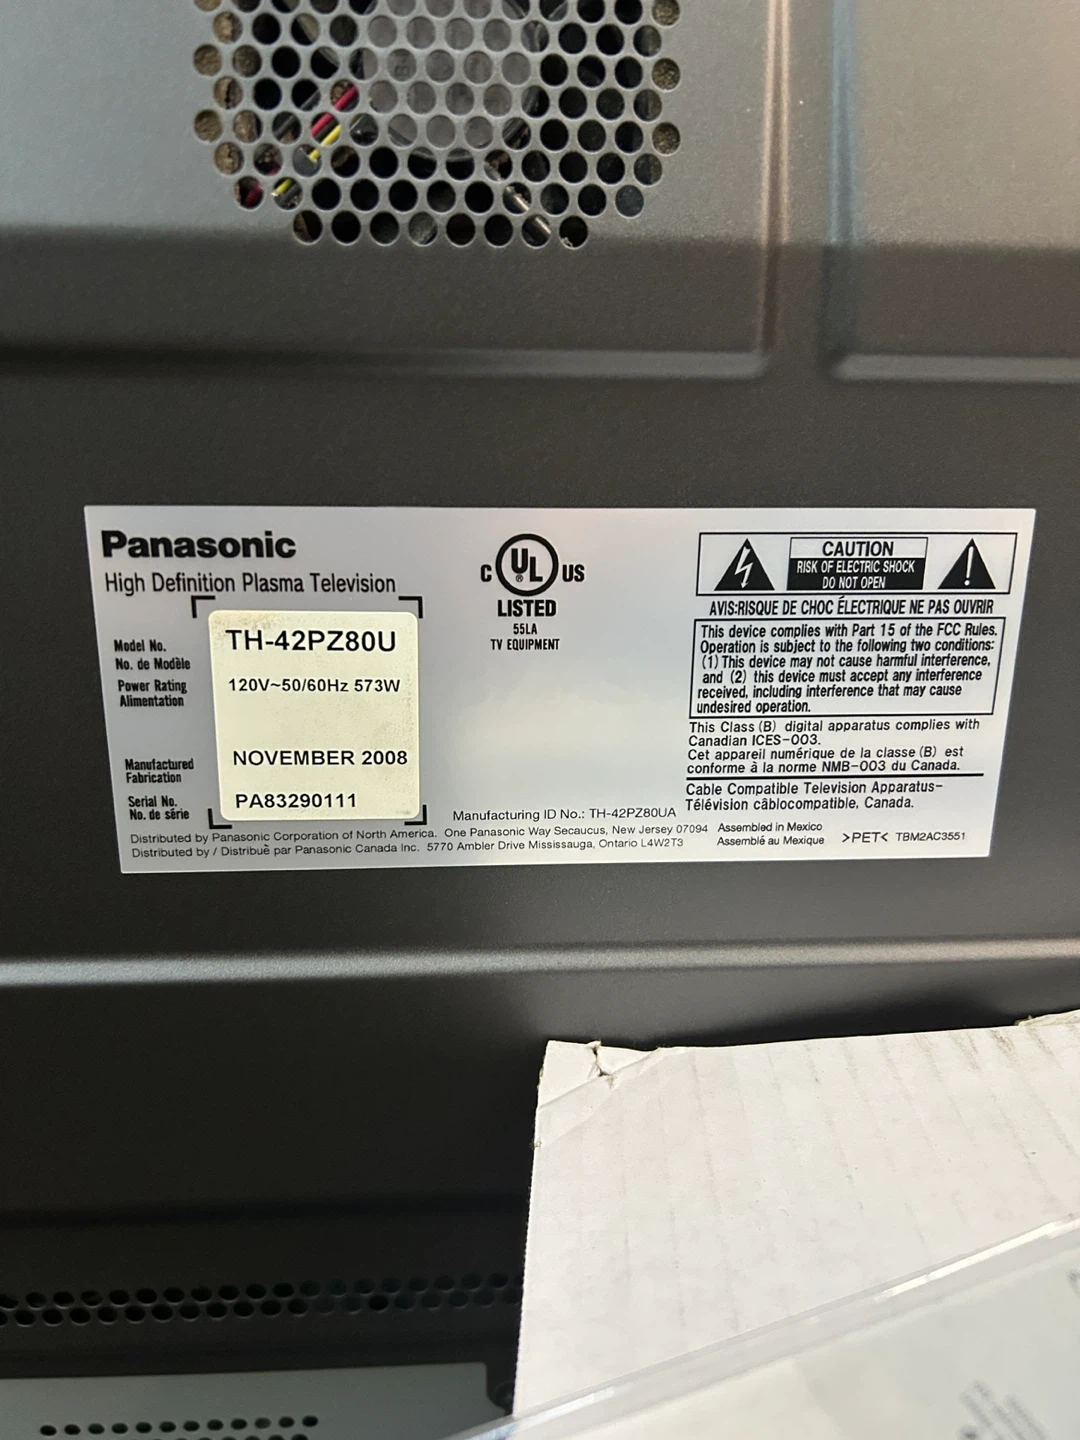 Panasonic
High Definition Plasma Television
Model No.
No. de Modèle
TH-42PZ80U
Power Rating
Alimentation
120V~50/60Hz 573W
Manufactured
Fabrication
NOVEMBER 2008
Serial No.
No. de série
PA83290111
C UL® US
LISTED
55LA
TV EQUIPMENT
Manufacturing ID No.: TH-42PZ80UA
CAUTION
RISK OF ELECTRIC SHOCK
DO NOT OPEN
AVIS:RISQUE DE CHOC ÉLECTRIQUE NE PAS OUVRIR
This device complies with Part 15 of the FCC Rules.
Operation is subject to the following two conditions:
(1) This device may not cause harmful interference,
and (2) this device must accept any interference
received, including interference that may cause
undesired operation.
This Class (B) digital apparatus complies with
Canadian ICES-003.
Cet appareil numérique de la classe (B) est
conforme à la norme NMB-003 du Canada.
Cable Compatible Television Apparatus-
Télévision câblocompatible, Canada.
Distributed by Panasonic Corporation of North America. One Panasonic Way Secaucus, New Jersey 07094
Distributed by / Distribuè par Panasonic Canada Inc. 5770 Ambler Drive Mississauga, Ontario L4W2T3
Assembled in Mexico
Assemblé au Mexique
>PET< TBM2AC3551